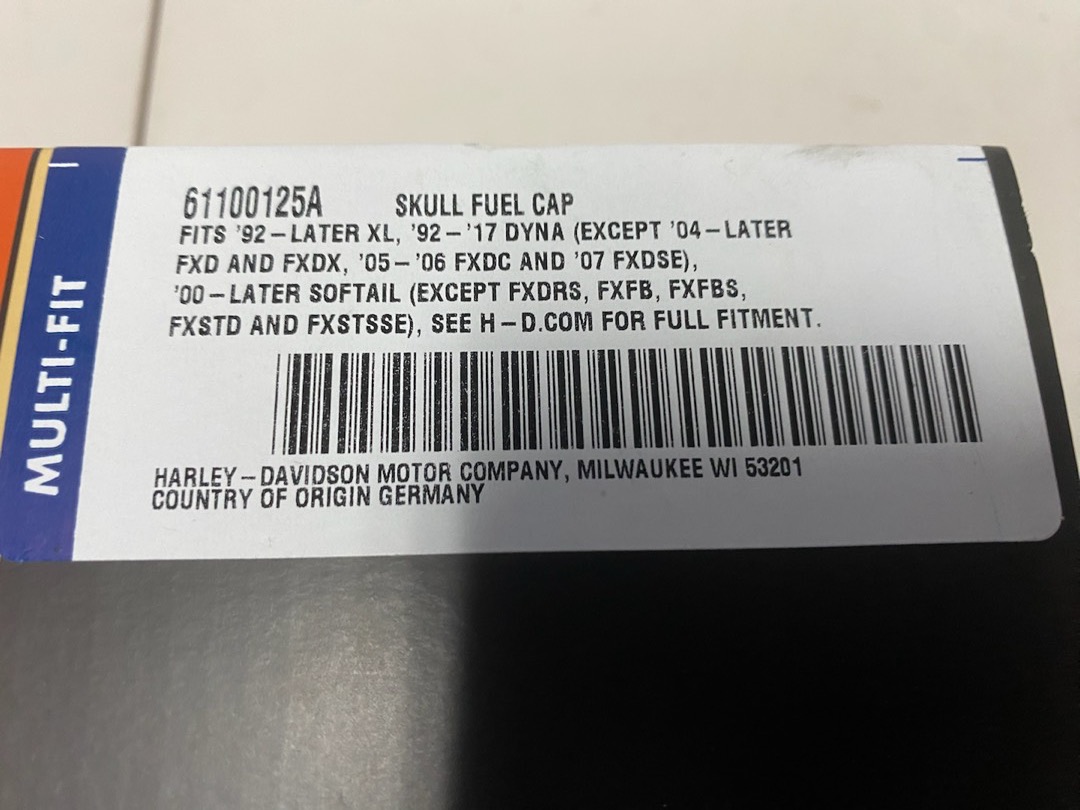 MULTI-FIT
61100125A SKULL FUEL CAP
FITS '92-LATER XL, '92-'17 DYNA (EXCEPT '04-LATER
FXD AND FXDX, '05-'06 FXDC AND '07 FXDSE),
'00-LATER SOFTAIL (EXCEPT FXDRS, FXFB, FXFBS,
FXSTD AND FXSTSSE), SEE H-D.COM FOR FULL FITMENT.
HARLEY-DAVIDSON MOTOR COMPANY, MILWAUKEE WI 53201
COUNTRY OF ORIGIN GERMANY